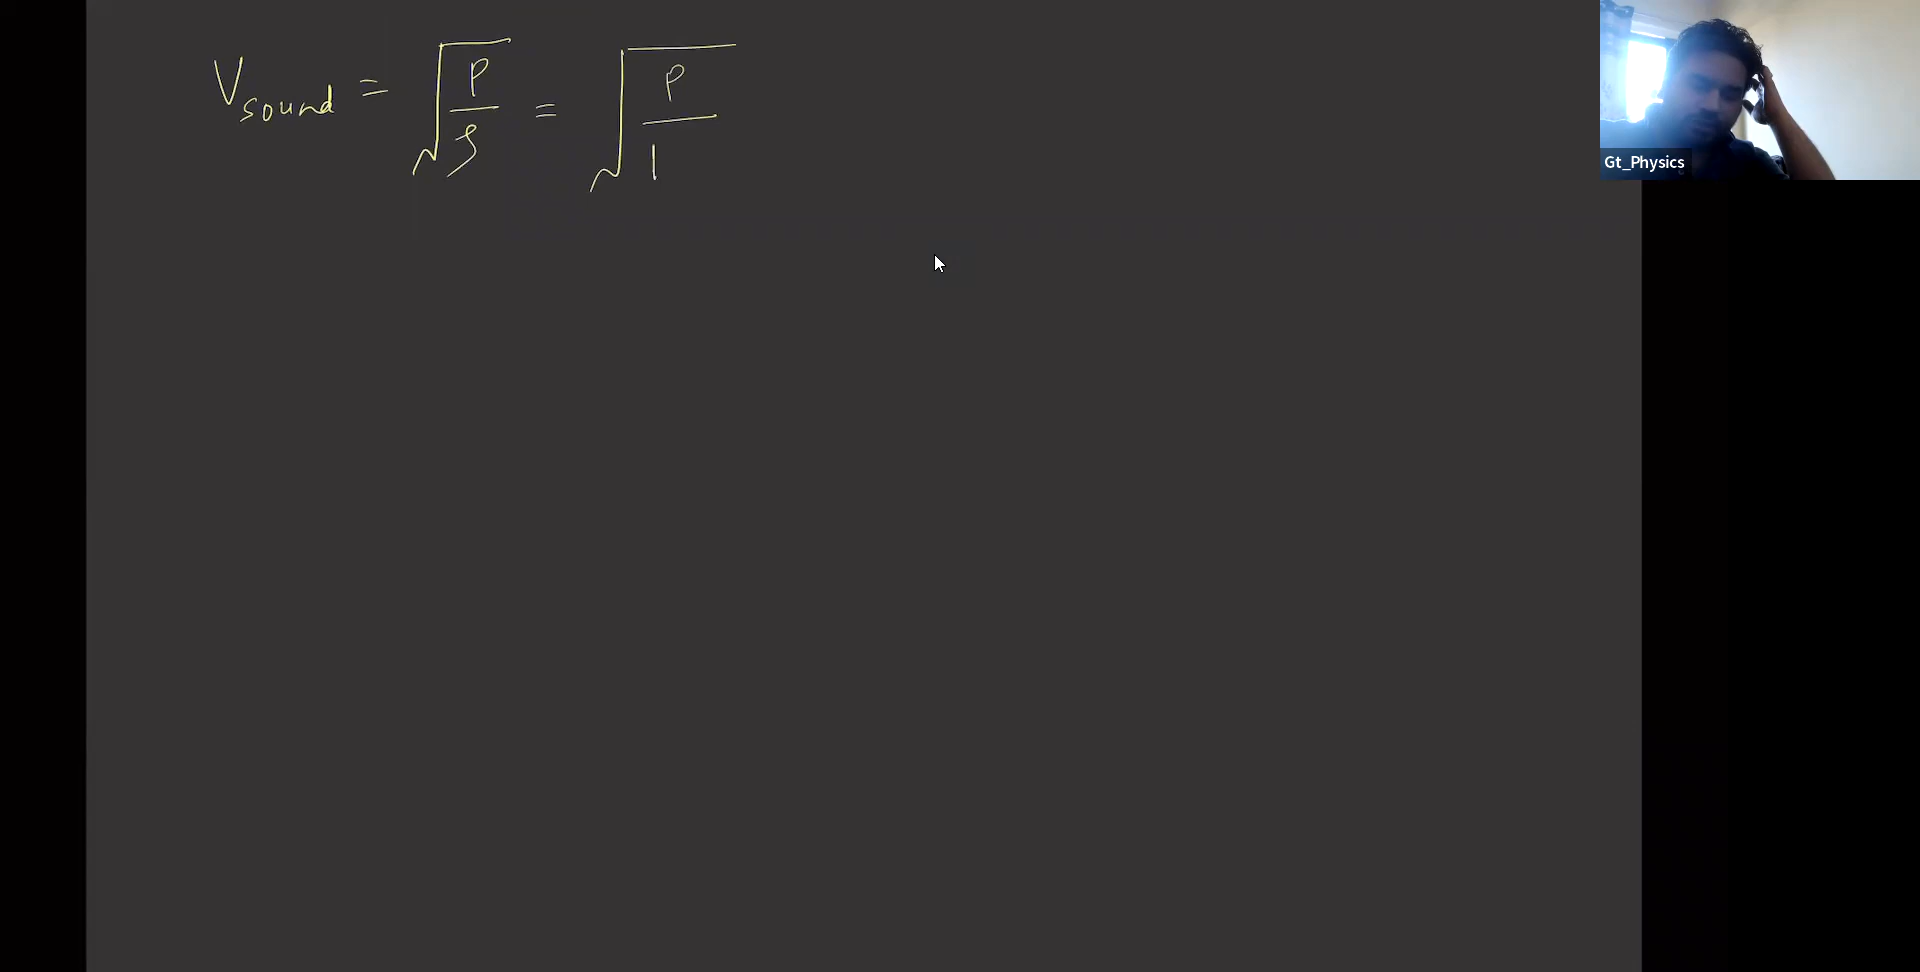 V_sound = √(P/ρ) = √(P/1
Gt_Physics